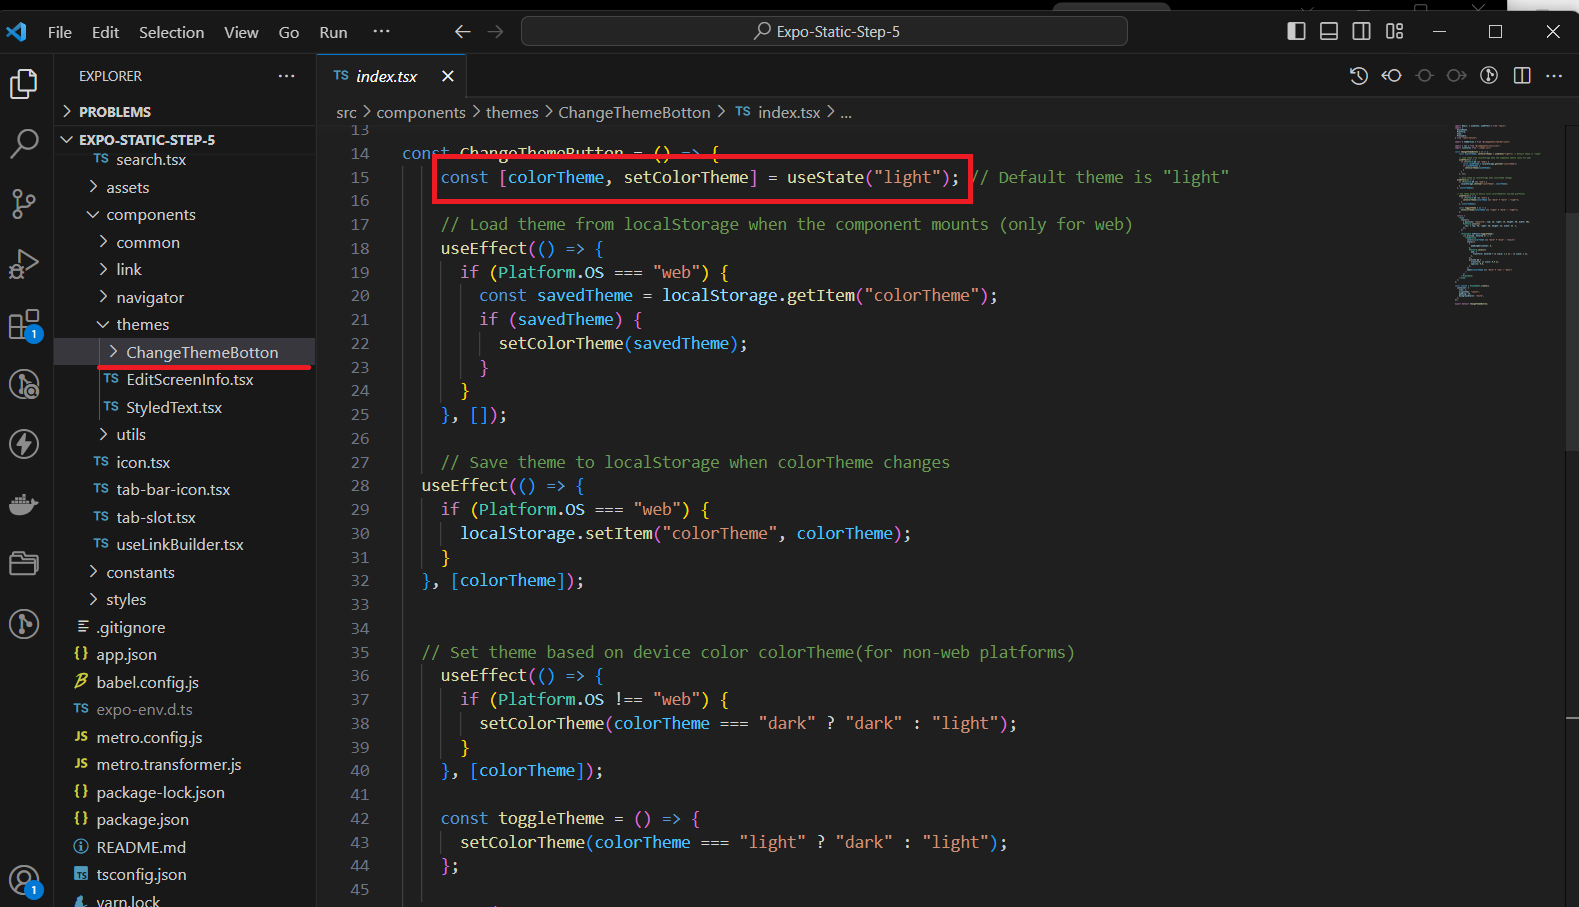 File Edit Selection View Go Run ··· Expo-Static-Step-5
EXPLORER
PROBLEMS
EXPO-STATIC-STEP-5
TS search.tsx
assets
components
common
link
navigator
themes
ChangeThemeBotton
TS EditScreenInfo.tsx
TS StyledText.tsx
utils
TS icon.tsx
TS tab-bar-icon.tsx
TS tab-slot.tsx
TS useLinkBuilder.tsx
constants
styles
.gitignore
{} app.json
babel.config.js
TS expo-env.d.ts
JS metro.config.js
JS metro.transformer.js
{} package-lock.json
{} package.json
README.md
TS tsconfig.json
yarn.lock
1
1
TS index.tsx
src > components > themes > ChangeThemeBotton > TS index.tsx > ...
13
14 const ChangeThemeButton = () => {
15 const [colorTheme, setColorTheme] = useState("light"); // Default theme is "light"
16
17 // Load theme from localStorage when the component mounts (only for web)
18 useEffect(() => {
19 if (Platform.OS === "web") {
20 const savedTheme = localStorage.getItem("colorTheme");
21 if (savedTheme) {
22 setColorTheme(savedTheme);
23 }
24 }
25 }, []);
26
27 // Save theme to localStorage when colorTheme changes
28 useEffect(() => {
29 if (Platform.OS === "web") {
30 localStorage.setItem("colorTheme", colorTheme);
31 }
32 }, [colorTheme]);
33
34
35 // Set theme based on device color colorTheme(for non-web platforms)
36 useEffect(() => {
37 if (Platform.OS !== "web") {
38 setColorTheme(colorTheme === "dark" ? "dark" : "light");
39 }
40 }, [colorTheme]);
41
42 const toggleTheme = () => {
43 setColorTheme(colorTheme === "light" ? "dark" : "light");
44 };
45